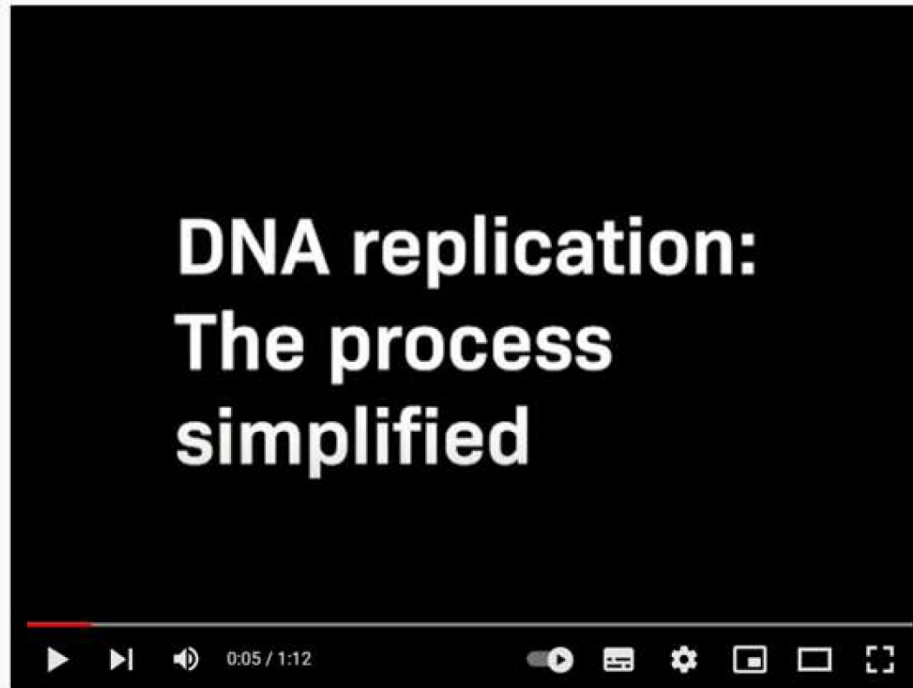 DNA replication:
The process
simplified
0:05 / 1:12